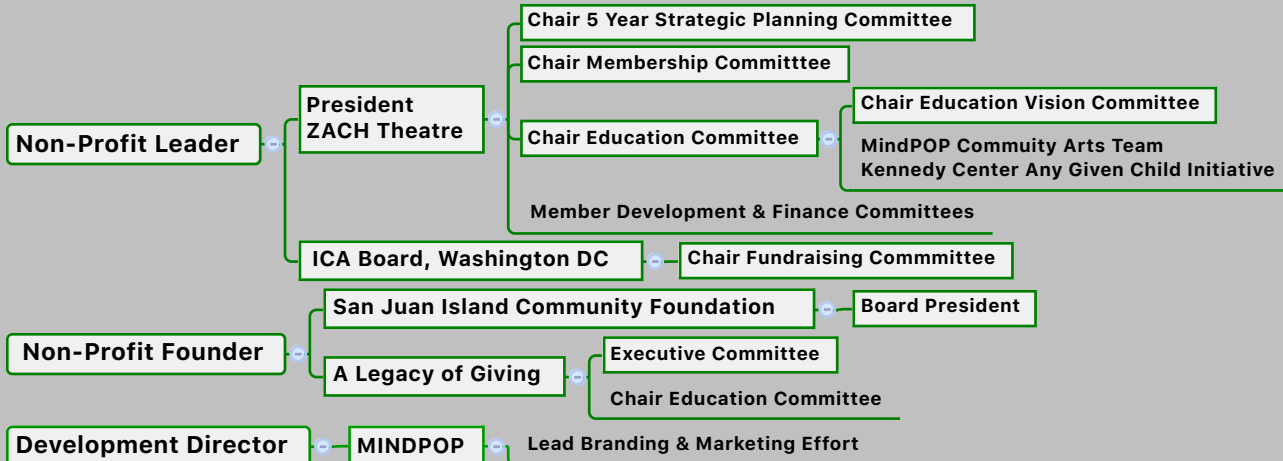 Chair 5 Year Strategic Planning Committee
Chair Membership Committtee
President
ZACH Theatre
Chair Education Vision Committee
Non-Profit Leader
Chair Education Committee
MindPOP Commuity Arts Team
Kennedy Center Any Given Child Initiative
Member Development & Finance Committees
ICA Board, Washington DC
Chair Fundraising Commmittee
San Juan Island Community Foundation
Board President
Non-Profit Founder
Executive Committee
A Legacy of Giving
Chair Education Committee
Development Director
MINDPOP
Lead Branding & Marketing Effort